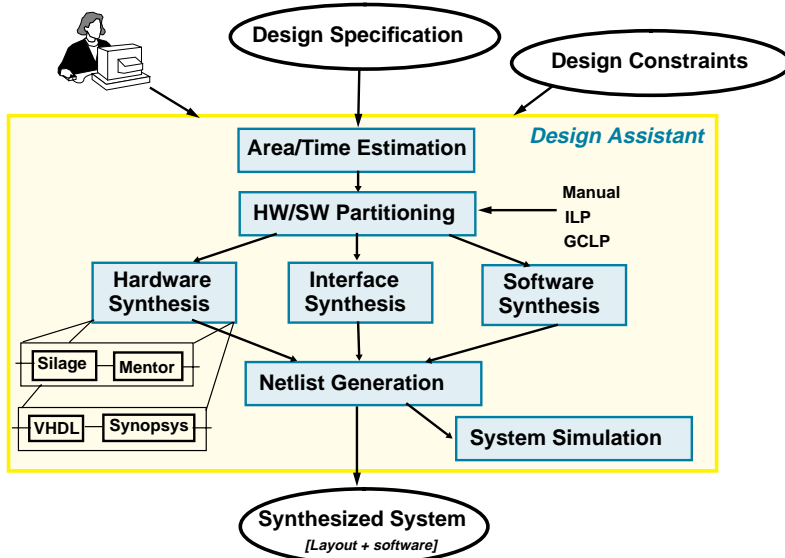 Design Specification
Design Constraints
Design Assistant
Area/Time Estimation
HW/SW Partitioning
Manual
ILP
GCLP
Hardware
Synthesis
Interface
Synthesis
Software
Synthesis
Silage
Mentor
Netlist Generation
VHDL
Synopsys
System Simulation
Synthesized System
[Layout + software]